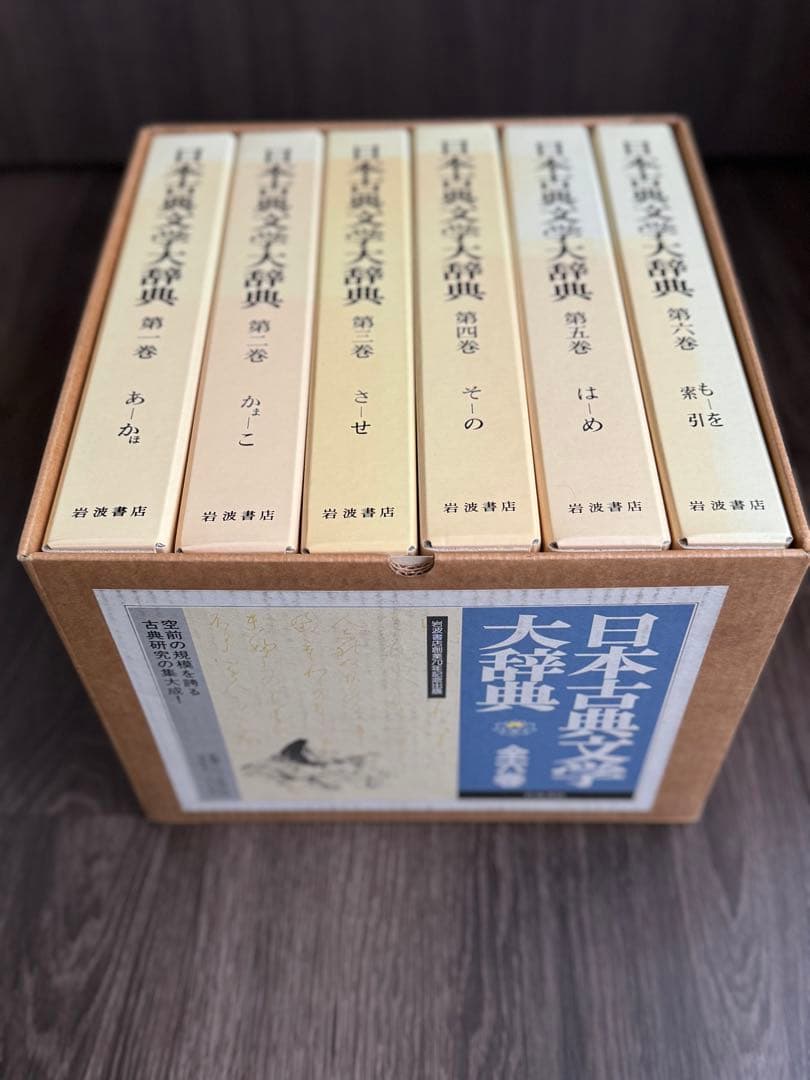 日本古典文学大辞典 第一巻 あ―かほ
岩波書店
日本古典文学大辞典 第二巻 かま―こ
岩波書店
日本古典文学大辞典 第三巻 さ―せ
岩波書店
日本古典文学大辞典 第四巻 そ―の
岩波書店
日本古典文学大辞典 第五巻 は―め
岩波書店
日本古典文学大辞典 第六巻 も―を
索引
岩波書店
日本古典文学
大辞典
全六巻
岩波書店創業70年記念出版
空前の規模を誇る
古典研究の集大成!